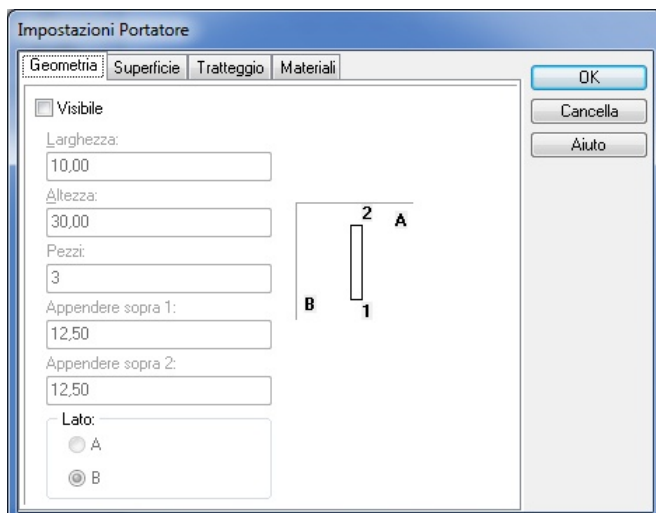 Impostazioni Portatore
Geometria Superficie Tratteggio Materiali
OK
Cancella
Aiuto
Visibile
Larghezza:
10,00
Altezza:
30,00
Pezzi:
3
Appendere sopra 1:
12,50
Appendere sopra 2:
12,50
Lato:
A
B
2 A
B 1